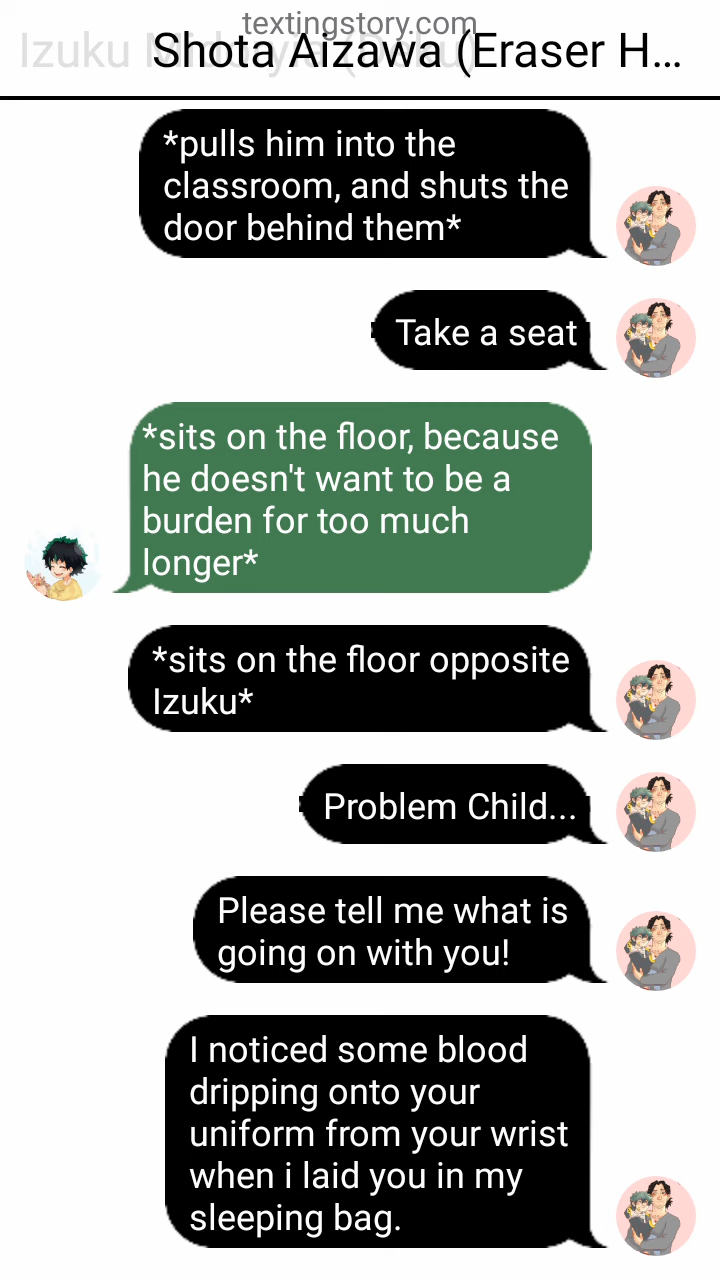 textingstory.com
Izuku Midoriya (Deku)
Shota Aizawa (Eraser H...
*pulls him into the
classroom, and shuts the
door behind them*
Take a seat
*sits on the floor, because
he doesn't want to be a
burden for too much
longer*
*sits on the floor opposite
Izuku*
Problem Child...
Please tell me what is
going on with you!
I noticed some blood
dripping onto your
uniform from your wrist
when i laid you in my
sleeping bag.